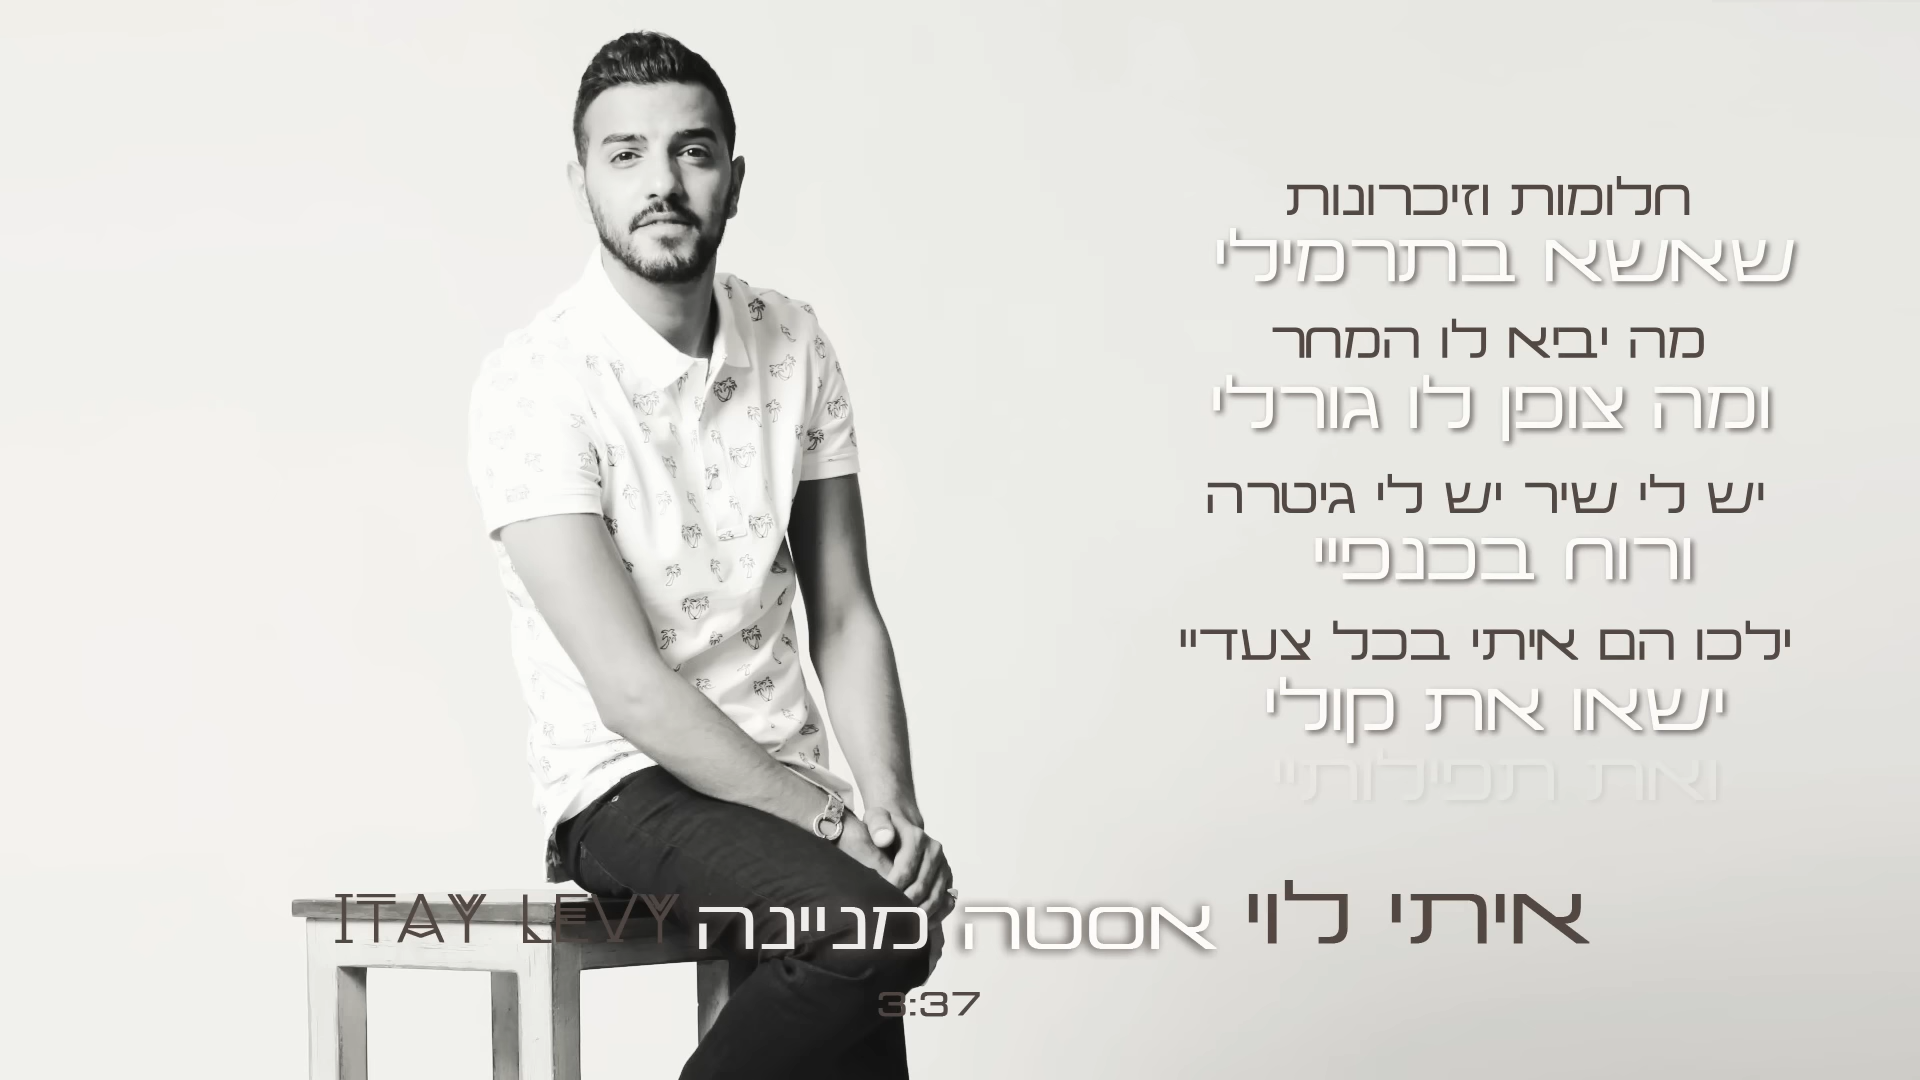 חלומות וזיכרונות
שאשא בתרמילי
מה יביא לו המחר
ומה צופן לו גורלי
יש לי שיר יש לי גיטרה
ורוח בכנפיי
ילכו הם איתי בכל צעדיי
ישאו את קולי
ואת תפילותיי
איתי לוי אסטה מניינה ITAY LEVY
3:37